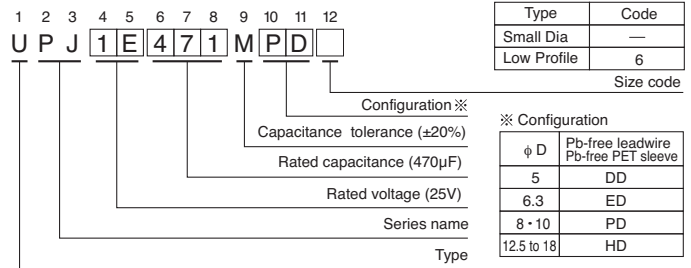 1 2 3 4 5 6 7 8 9 10 11 12
U P J 1 E 4 7 1 M P D
Type Code
Small Dia —
Low Profile 6
Size code
Configuration ※
Capacitance tolerance (±20%)
Rated capacitance (470µF)
Rated voltage (25V)
Series name
Type
※ Configuration
ϕ D Pb-free leadwire
Pb-free PET sleeve
5 DD
6.3 ED
8・10 PD
12.5 to 18 HD